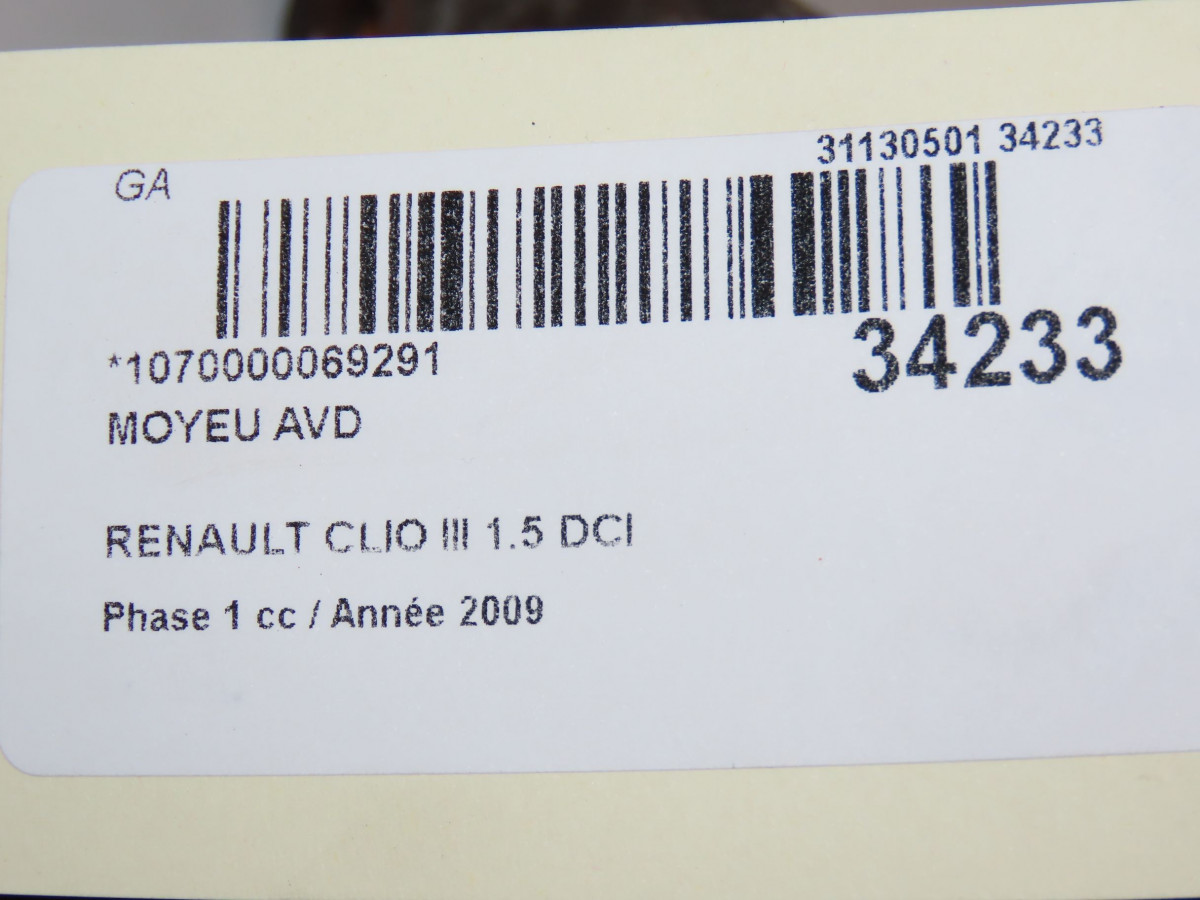 31130501 34233
GA
34233
*1070000069291
MOYEU AVD
RENAULT CLIO III 1.5 DCI
Phase 1 cc / Année 2009